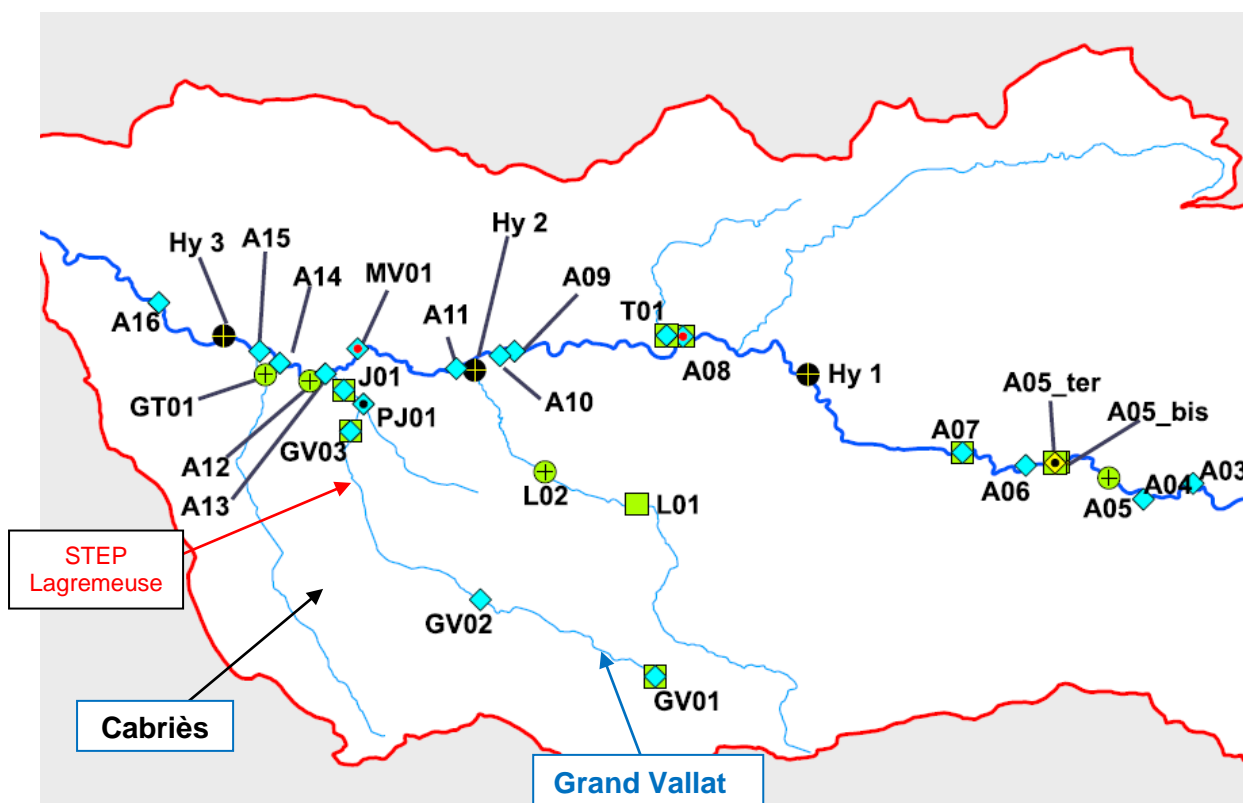 Hy 3
A15
A14
MV01
A11
Hy 2
A09
T01
A08
A16
J01
PJ01
A10
Hy 1
A05_ter
A05_bis
GT01
A12
A13
GV03
A07
A06
A05
A04
A03
L02
L01
STEP
Lagremeuse
GV02
GV01
Cabriès
Grand Vallat